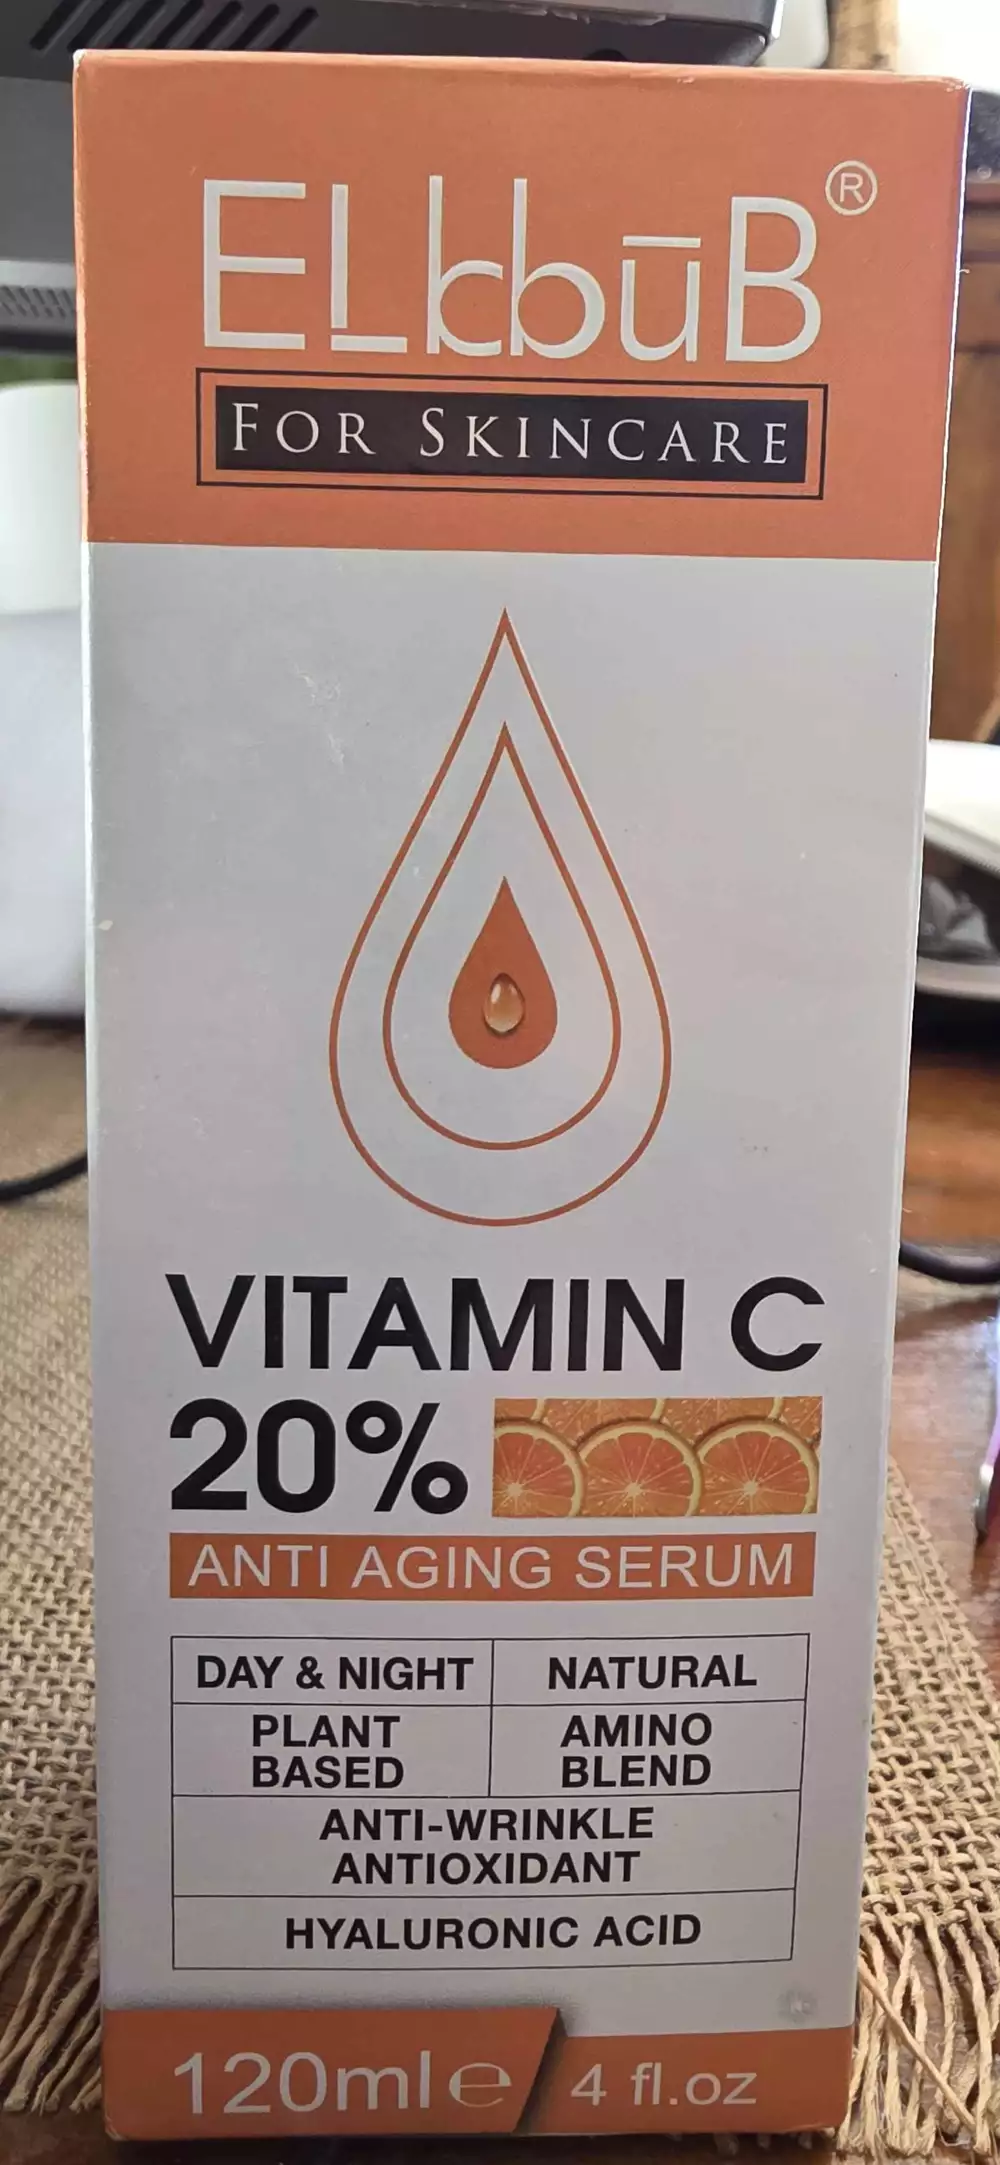 ELkbūB®
FOR SKINCARE
VITAMIN C
20%
ANTI AGING SERUM
DAY & NIGHT
NATURAL
PLANT
BASED
AMINO
BLEND
ANTI-WRINKLE
ANTIOXIDANT
HYALURONIC ACID
120ml℮
4 fl.oz